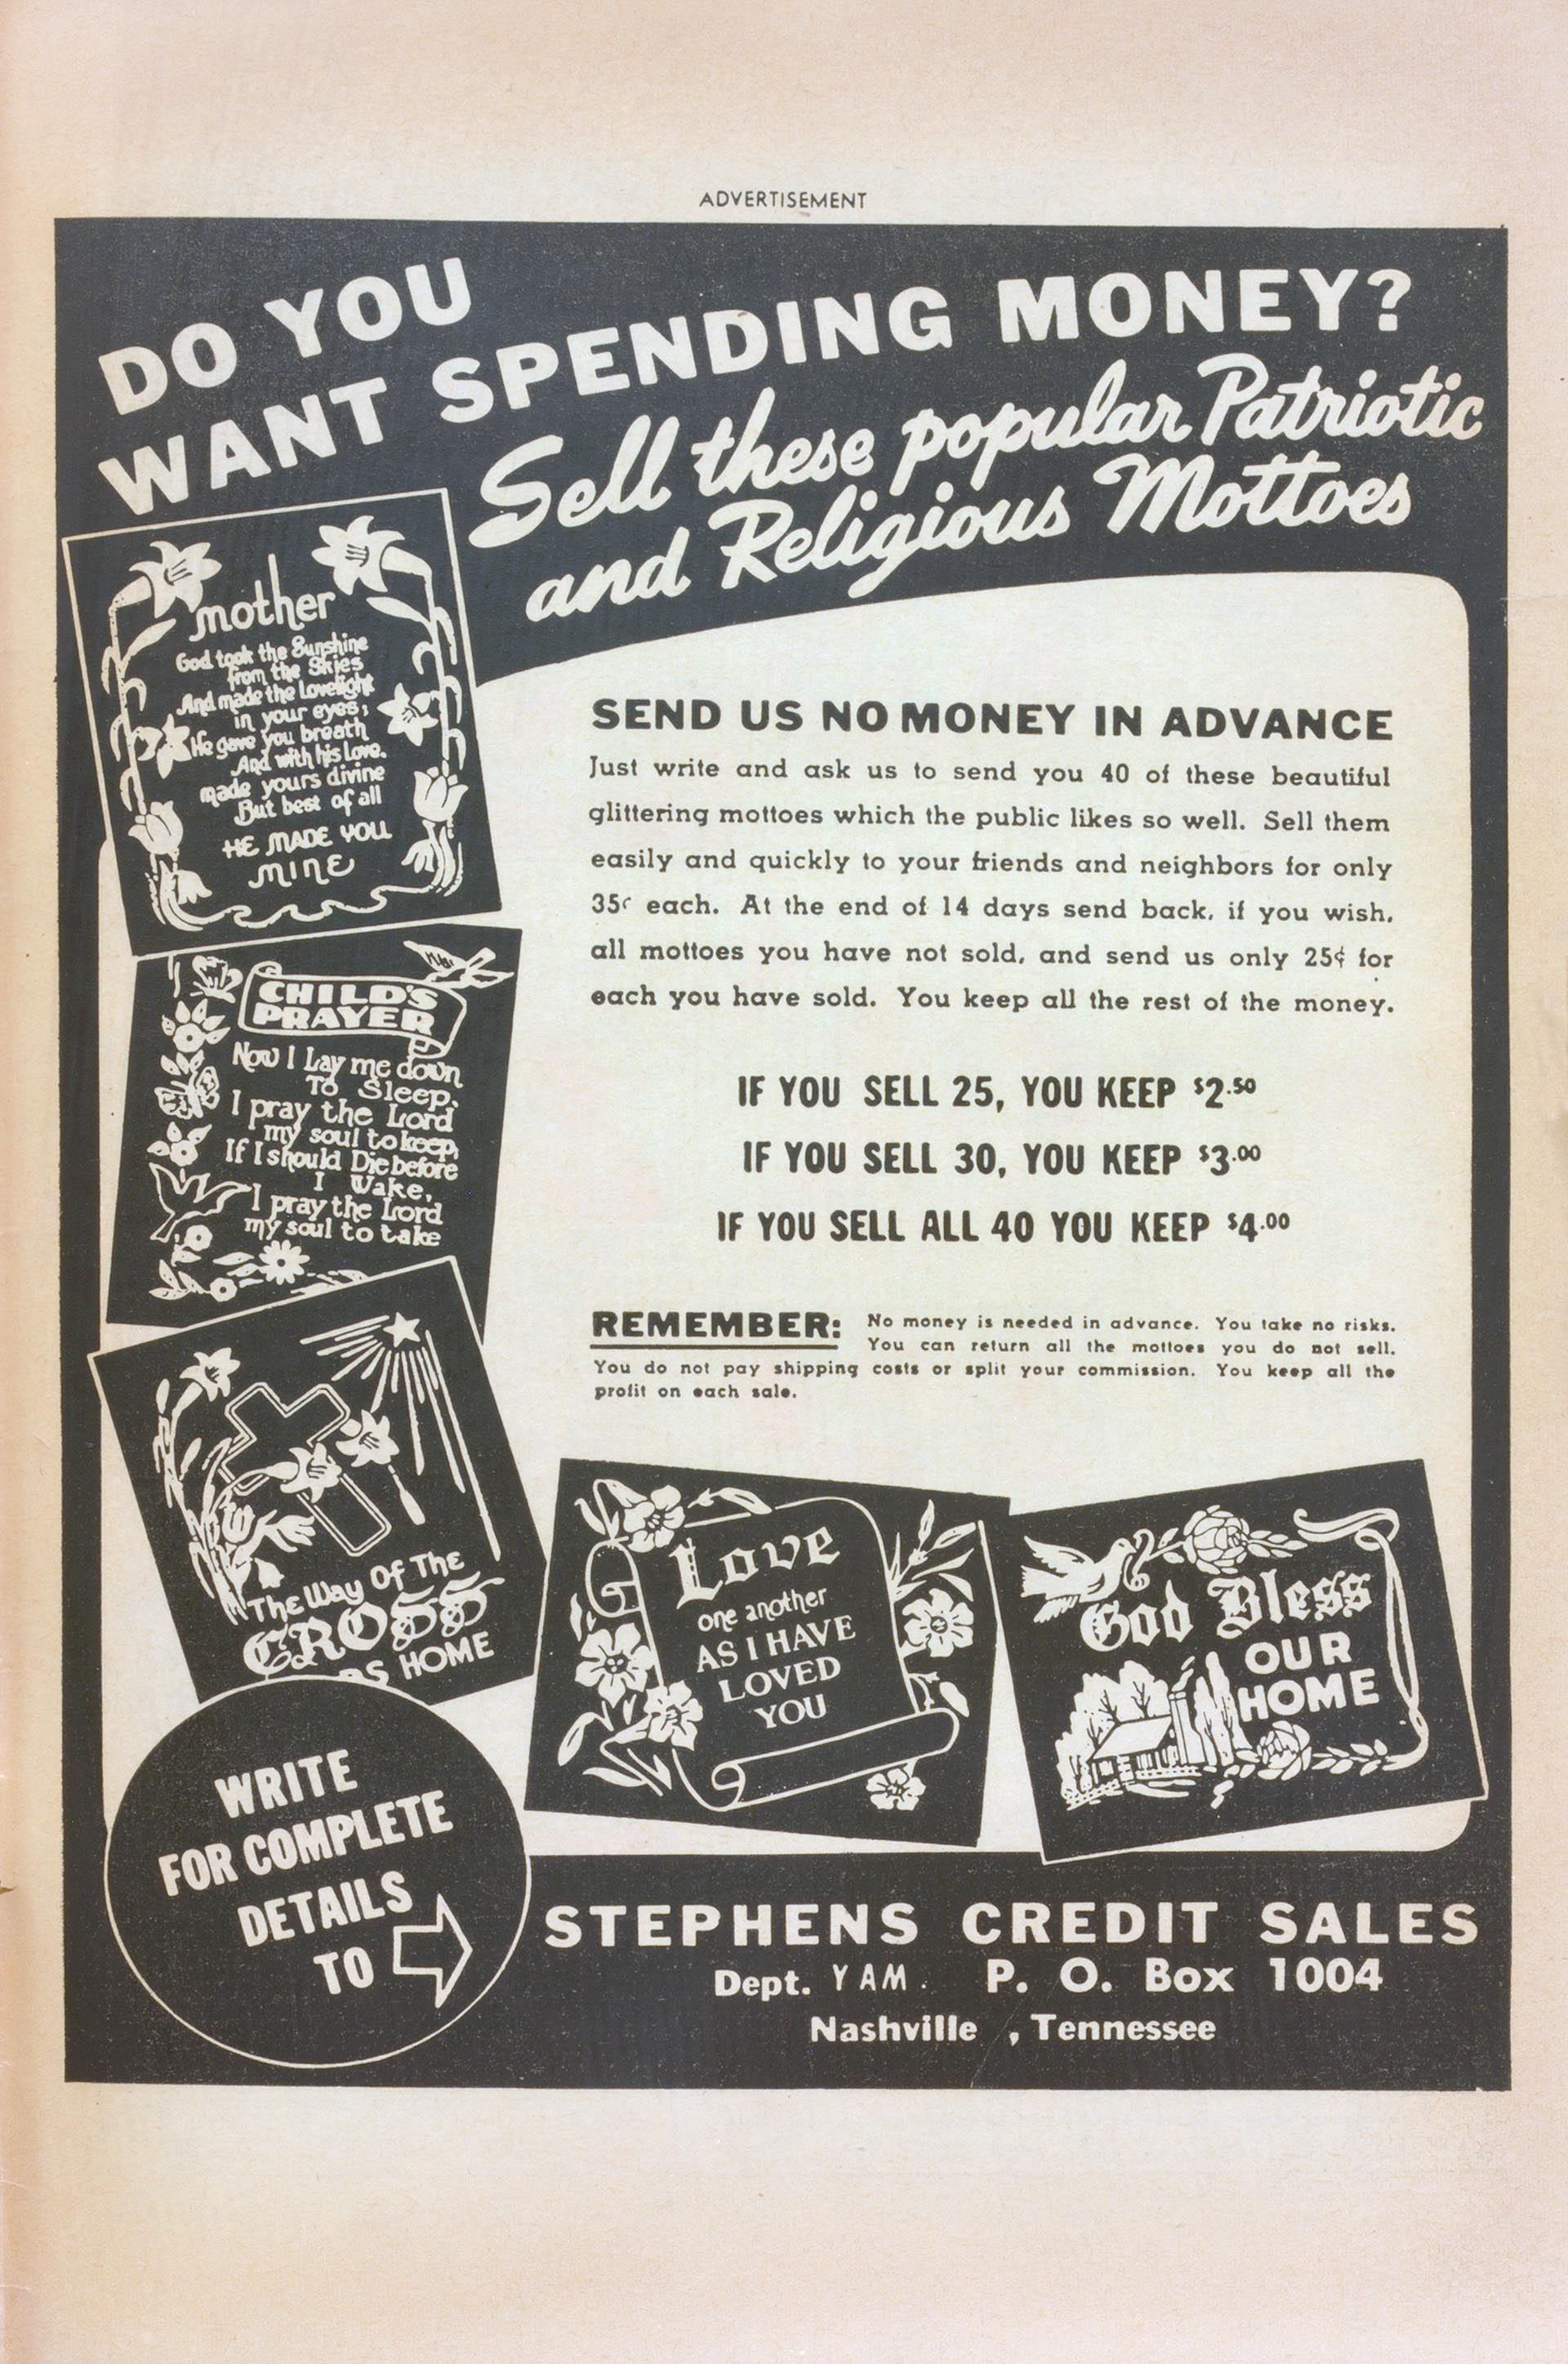 ADVERTISEMENT
DO YOU
WANT SPENDING MONEY?
Sell these popular Patriotic
and Religious Mottoes
mother
God took the Sunshine
from the Skies
And made the Lovelight
in your eyes;
He gave you breath
And with his Love.
made yours divine
But best of all
HE MADE YOU
MINE
CHILD'S
PRAYER
Now I Lay me down
To Sleep.
I pray the Lord
my soul to keep,
If I should Die before
I Wake,
I pray the Lord
my soul to take
The Way Of The
CROSS
HOME
SEND US NO MONEY IN ADVANCE
Just write and ask us to send you 40 of these beautiful
glittering mottoes which the public likes so well. Sell them
easily and quickly to your friends and neighbors for only
35¢ each. At the end of 14 days send back, if you wish,
all mottoes you have not sold, and send us only 25¢ for
each you have sold. You keep all the rest of the money.
IF YOU SELL 25, YOU KEEP $2.50
IF YOU SELL 30, YOU KEEP $3.00
IF YOU SELL ALL 40 YOU KEEP $4.00
REMEMBER: No money is needed in advance. You take no risks.
You can return all the mottoes you do not sell.
You do not pay shipping costs or split your commission. You keep all the
profit on each sale.
Love
one another
AS I HAVE
LOVED
YOU
God Bless
OUR
HOME
WRITE
FOR COMPLETE
DETAILS
TO
STEPHENS CREDIT SALES
Dept. YAM. P. O. Box 1004
Nashville , Tennessee